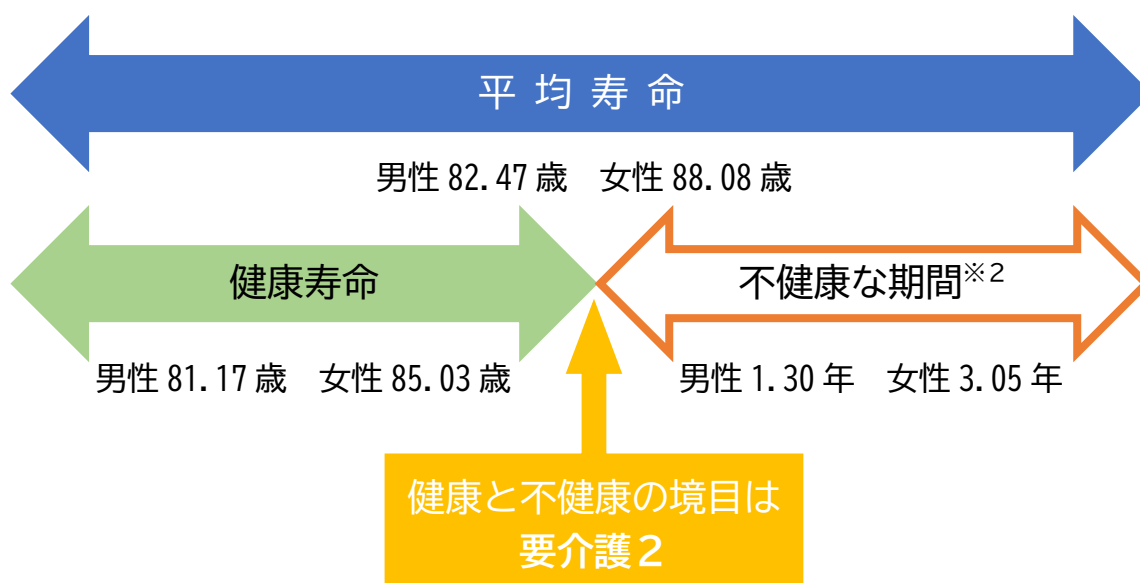 平均寿命
男性 82.47 歳　女性 88.08 歳
健康寿命
不健康な期間※2
男性 81.17 歳　女性 85.03 歳
男性 1.30 年　女性 3.05 年
健康と不健康の境目は
要介護２